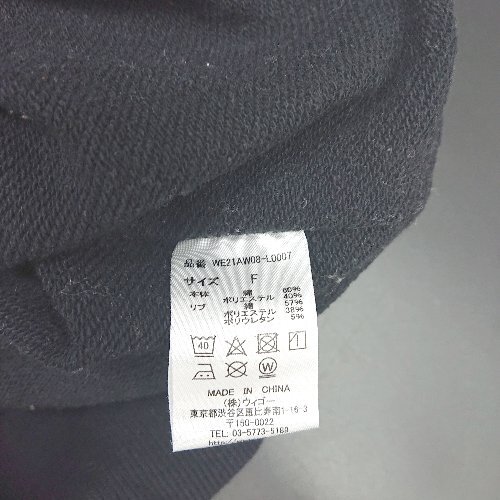 品番 WE21AW08-L0007
サイズ F
本体 綿 60%
ポリエステル 40%
リブ 綿 57%
ポリエステル 38%
ポリウレタン 5%
40
MADE IN CHINA
(株)ウィゴー
東京都渋谷区恵比寿南1-16-3
〒150-0022
TEL: 03-5773-5189